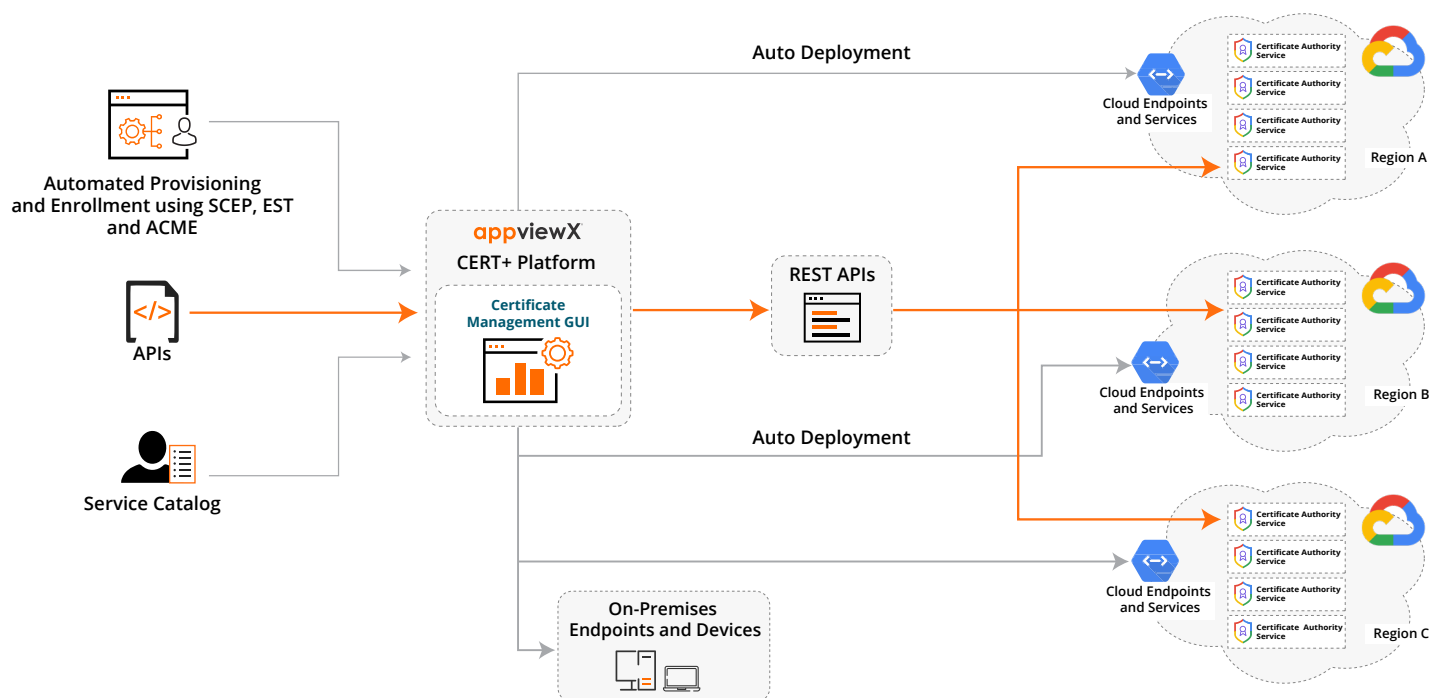 Automated Provisioning
and Enrollment using SCEP, EST
and ACME
</>
APIs
Service Catalog
appviewX
CERT+ Platform
Certificate
Management GUI
Auto Deployment
REST APIs
Auto Deployment
On-Premises
Endpoints and Devices
Cloud Endpoints
and Services
Certificate Authority
Service
Certificate Authority
Service
Certificate Authority
Service
Certificate Authority
Service
Region A
Cloud Endpoints
and Services
Certificate Authority
Service
Certificate Authority
Service
Certificate Authority
Service
Certificate Authority
Service
Region B
Cloud Endpoints
and Services
Certificate Authority
Service
Certificate Authority
Service
Certificate Authority
Service
Certificate Authority
Service
Region C